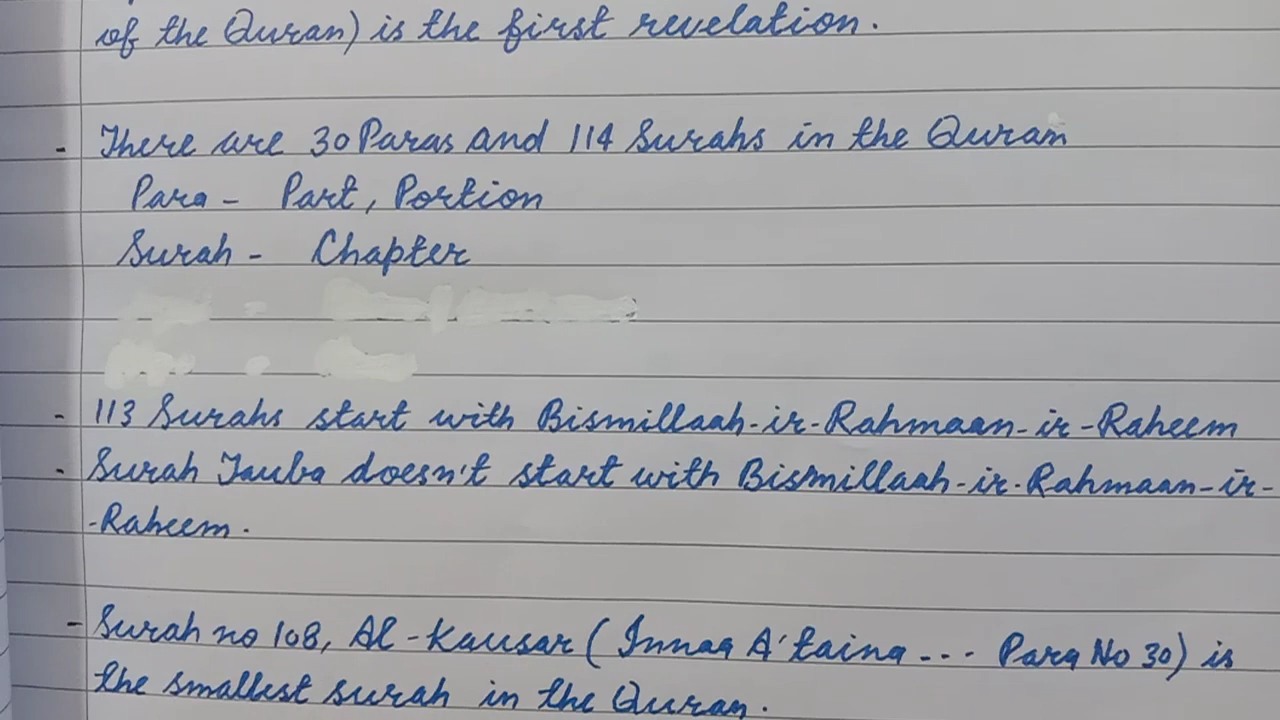 of the Quran) is the first revelation.
- There are 30 Paras and 114 Surahs in the Quran
Para - Part, Portion
Surah - Chapter
- 113 Surahs start with Bismillaah-ir-Rahmaan-ir-Raheem
- Surah Tauba doesn't start with Bismillaah-ir-Rahmaan-ir-
-Raheem.
- Surah no 108, Al-Kausar (Innaa A'taina --- Para No 30) is
the smallest surah in the Quran.